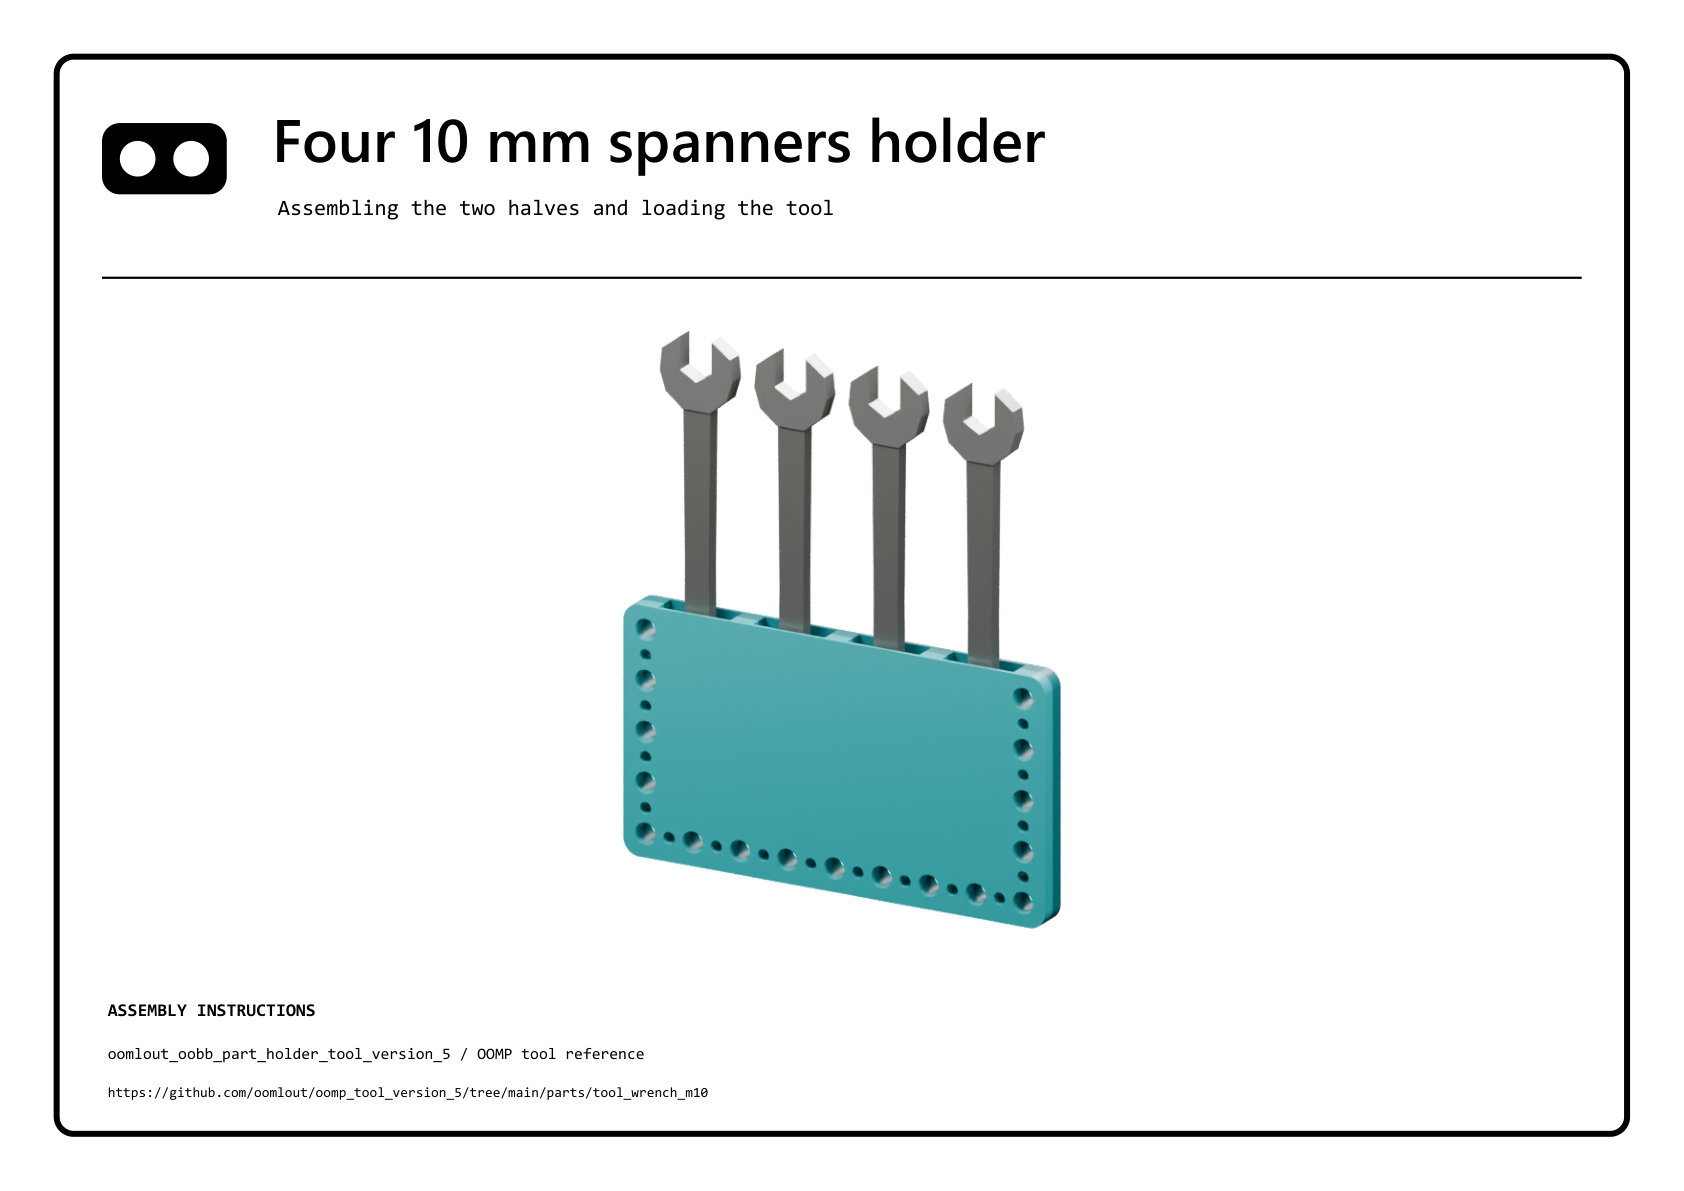 Four 10 mm spanners holder
Assembling the two halves and loading the tool
ASSEMBLY INSTRUCTIONS
oomlout_oobb_part_holder_tool_version_5 / OOMP tool reference
https://github.com/oomlout/oomp_tool_version_5/tree/main/parts/tool_wrench_m10